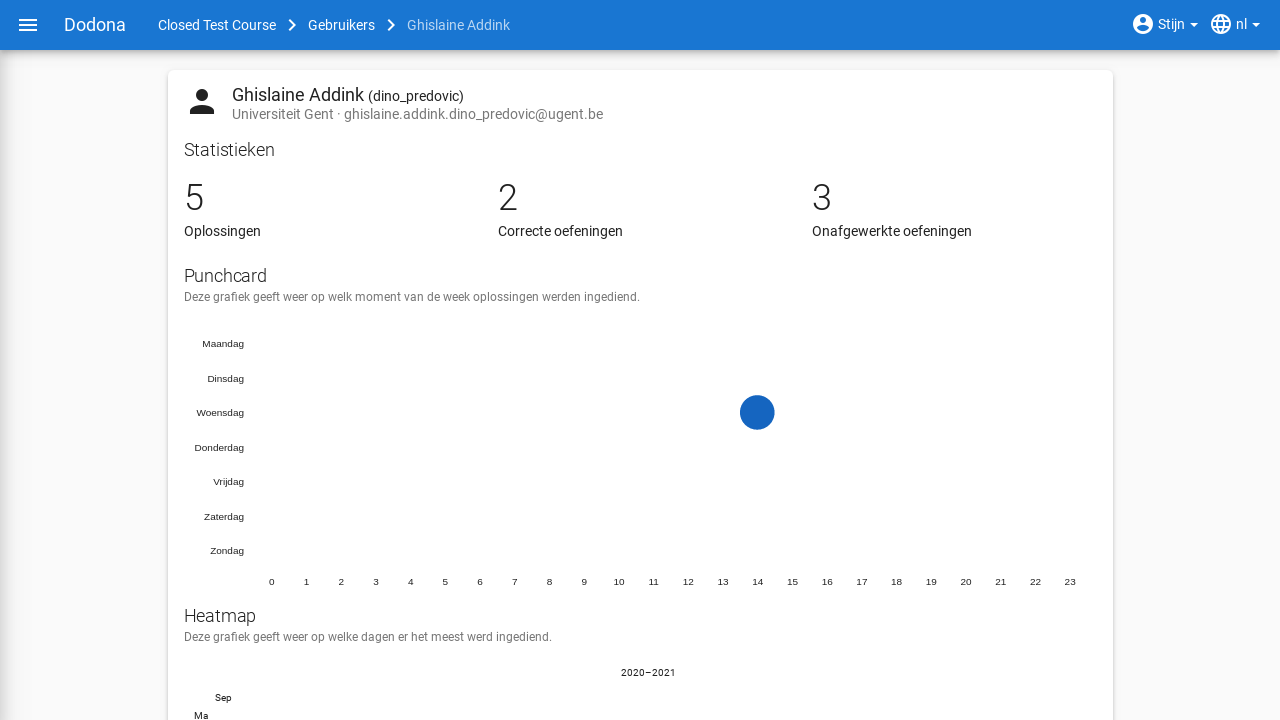 Dodona Closed Test Course Gebruikers Ghislaine Addink Stijn nl
Ghislaine Addink (dino_predovic)
Universiteit Gent · ghislaine.addink.dino_predovic@ugent.be
Statistieken
5 2 3
Oplossingen Correcte oefeningen Onafgewerkte oefeningen
Punchcard
Deze grafiek geeft weer op welk moment van de week oplossingen werden ingediend.
Maandag
Dinsdag
Woensdag
Donderdag
Vrijdag
Zaterdag
Zondag
0 1 2 3 4 5 6 7 8 9 10 11 12 13 14 15 16 17 18 19 20 21 22 23
Heatmap
Deze grafiek geeft weer op welke dagen er het meest werd ingediend.
2020–2021
Sep
Ma